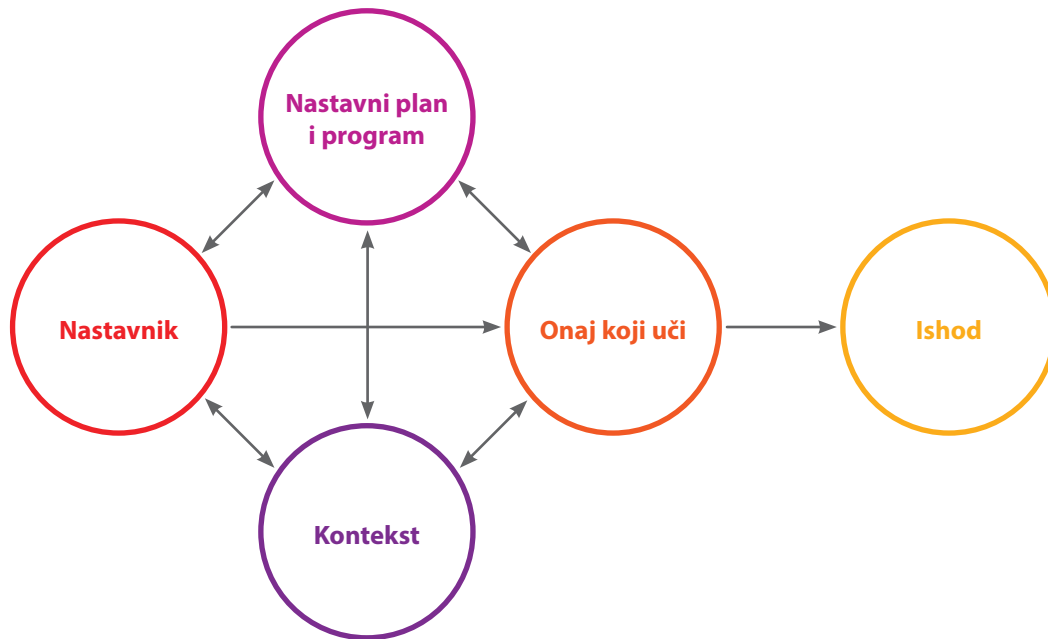 Nastavni plan
i program
Nastavnik
Onaj koji uči
Ishod
Kontekst